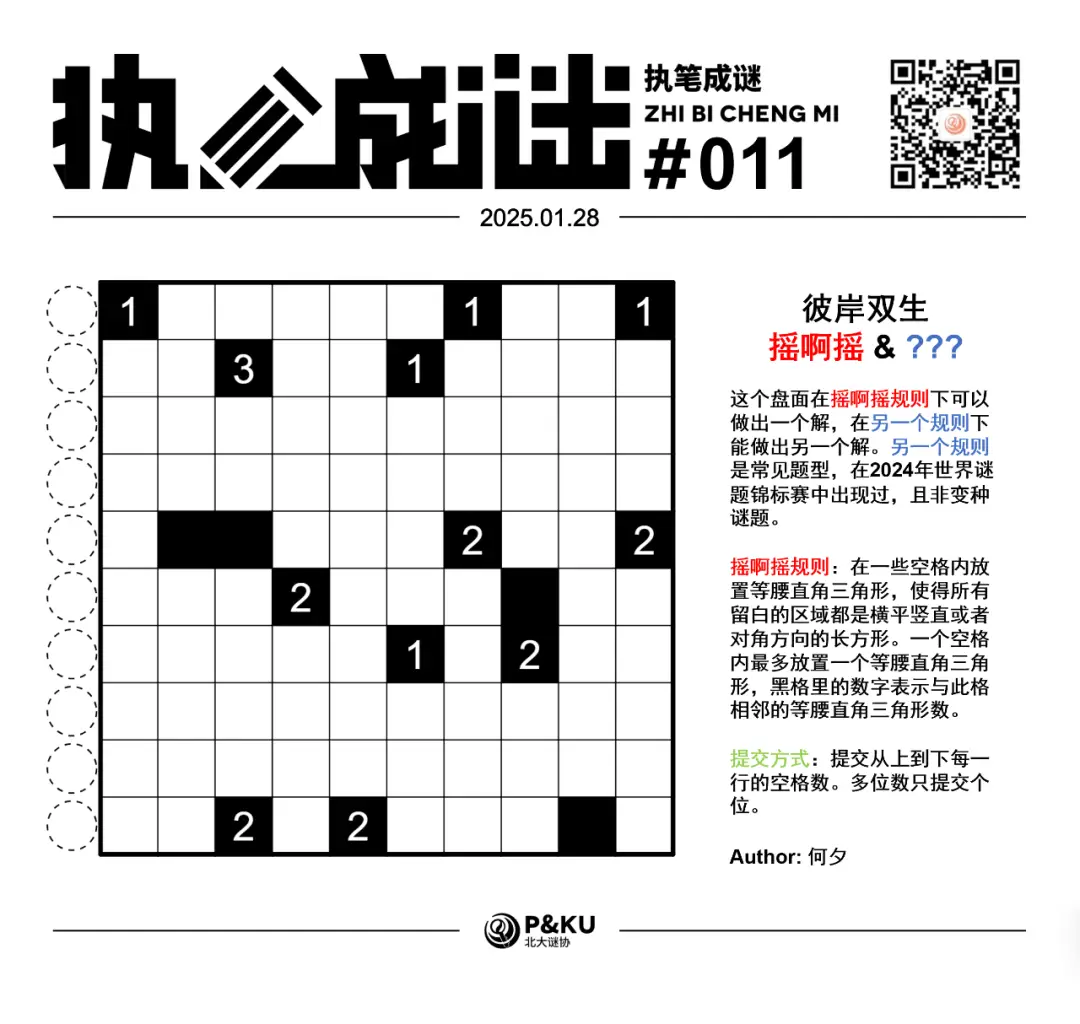 执笔成谜
执笔成谜
ZHI BI CHENG MI
#011
2025.01.28
1 1 1
3 1
2 2
2
1 2
2 2
彼岸双生
摇啊摇 & ???
这个盘面在摇啊摇规则下可以
做出一个解，在另一个规则下
能做出另一个解。另一个规则
是常见题型，在2024年世界谜
题锦标赛中出现过，且非变种
谜题。
摇啊摇规则：在一些空格内放
置等腰直角三角形，使得所有
留白的区域都是横平竖直或者
对角方向的长方形。一个空格
内最多放置一个等腰直角三角
形，黑格里的数字表示与此格
相邻的等腰直角三角形数。
提交方式：提交从上到下每一
行的空格数。多位数只提交个
位。
Author: 何夕
P&KU
北大谜协